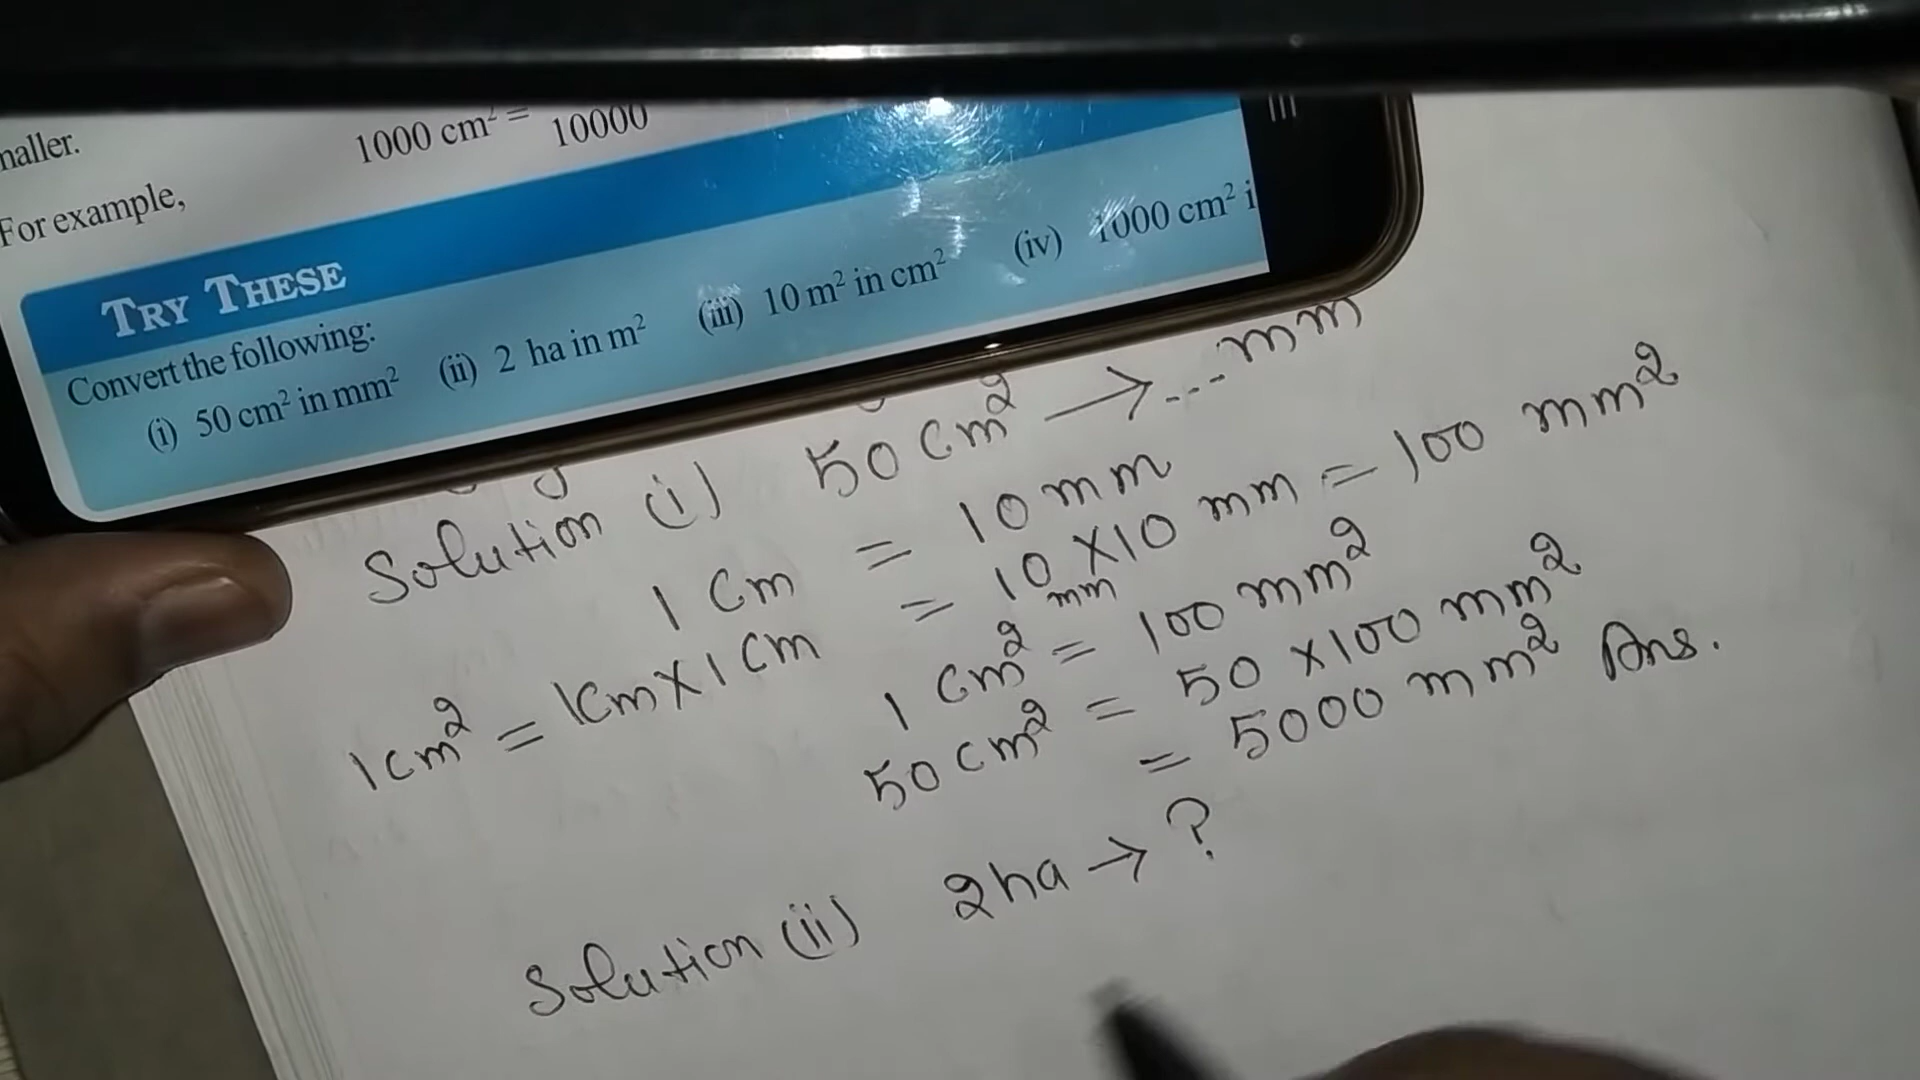 naller.
1000 cm² =
10000
For example,
TRY THESE
Convert the following:
(i) 50 cm² in mm² (ii) 2 ha in m² (iii) 10 m² in cm² (iv) 1000 cm² i
Solution (i) 50 cm² → ... mm
1 cm = 10 mm
1cm² = 1cm × 1cm = 10 mm × 10 mm = 100 mm²
1 cm² = 100 mm²
50 cm² = 50 × 100 mm²
= 5000 mm² Ans.
Solution (ii) 2ha → ?